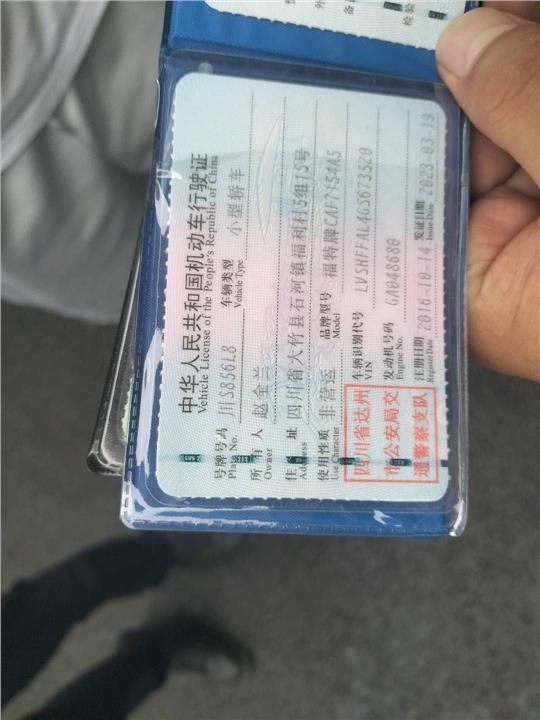 中华人民共和国机动车行驶证
Vehicle License of the People's Republic of China
号牌号码 川S856L8 车辆类型 小型轿车
Plate No. Vehicle Type
所有人 赵全兰
Owner
住址 四川省大竹县石河镇福利村5组15号
Address
使用性质 非营运 品牌型号 福特牌CAF7154A5
Use Character Model
四川省达州
市公安局交
通警察支队
车辆识别代号 LVSHFFAL4GS673520
VIN
发动机号码 GA048680
Engine No.
注册日期 2016-10-14 发证日期 2023-03-19
Register Date Issue Date
检验